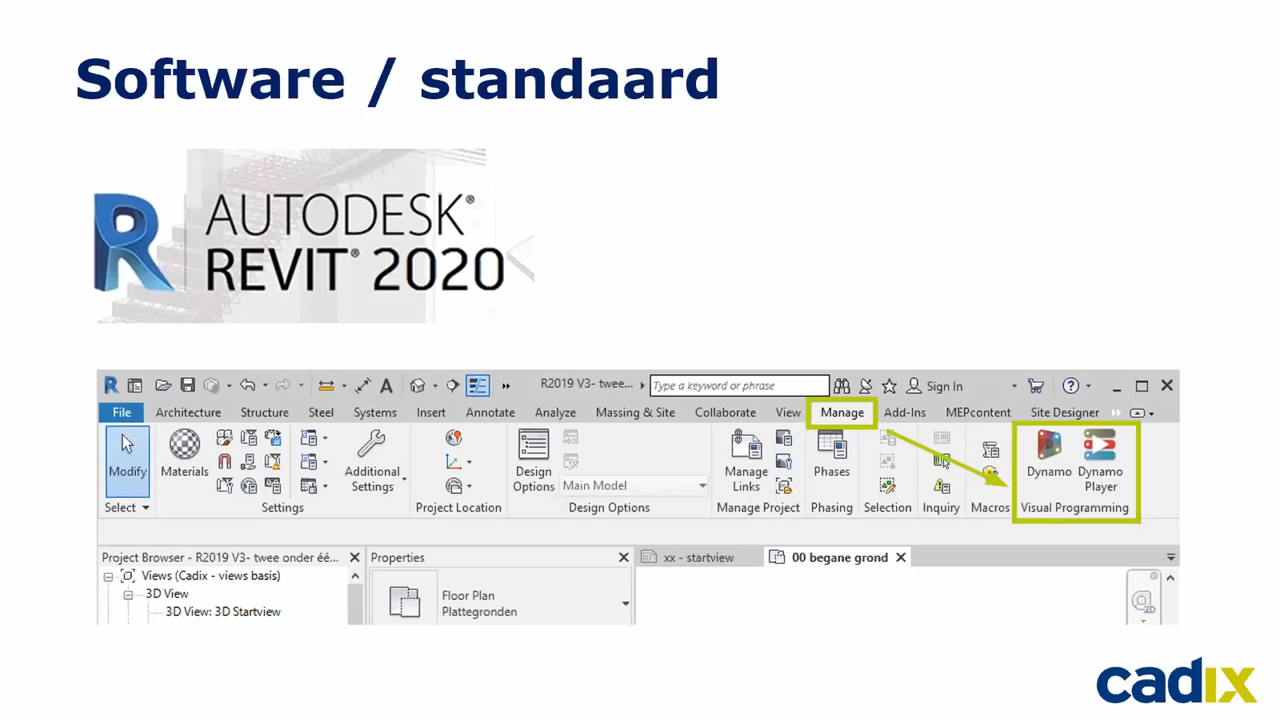 Software / standaard
AUTODESK®
REVIT® 2020
R2019 V3- twee...
Type a keyword or phrase
Sign In
File Architecture Structure Steel Systems Insert Annotate Analyze Massing & Site Collaborate View Manage Add-Ins MEPcontent Site Designer
Modify
Materials
Additional
Settings
Design
Options
Main Model
Manage
Links
Phases
Dynamo
Dynamo
Player
Select Settings Project Location Design Options Manage Project Phasing Selection Inquiry Macros Visual Programming
Project Browser - R2019 V3- twee onder éé...
Properties
xx - startview
00 begane grond
Views (Cadix - views basis)
3D View
3D View: 3D Startview
Floor Plan
Plattegronden
2D
cadix